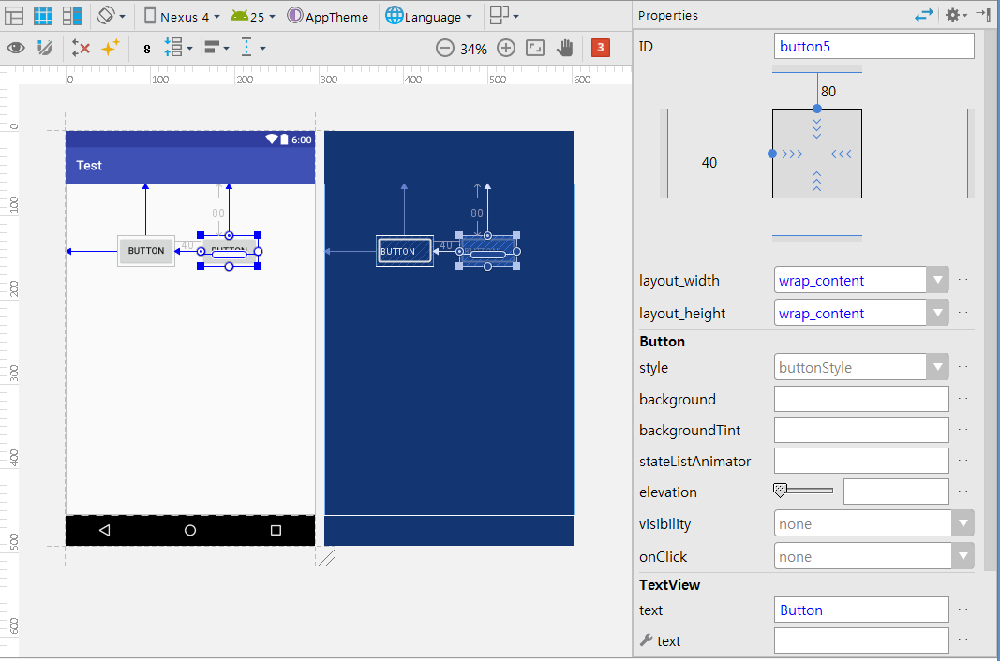 Nexus 4
25
AppTheme
Language
8
34%
3
0
100
200
300
400
500
600
0
100
200
300
400
500
600
6:00
Test
80
40
BUTTON
BUTTON
80
40
BUTTON
Properties
ID
button5
80
40
layout_width
wrap_content
layout_height
wrap_content
Button
style
buttonStyle
background
backgroundTint
stateListAnimator
elevation
visibility
none
onClick
none
TextView
text
Button
text